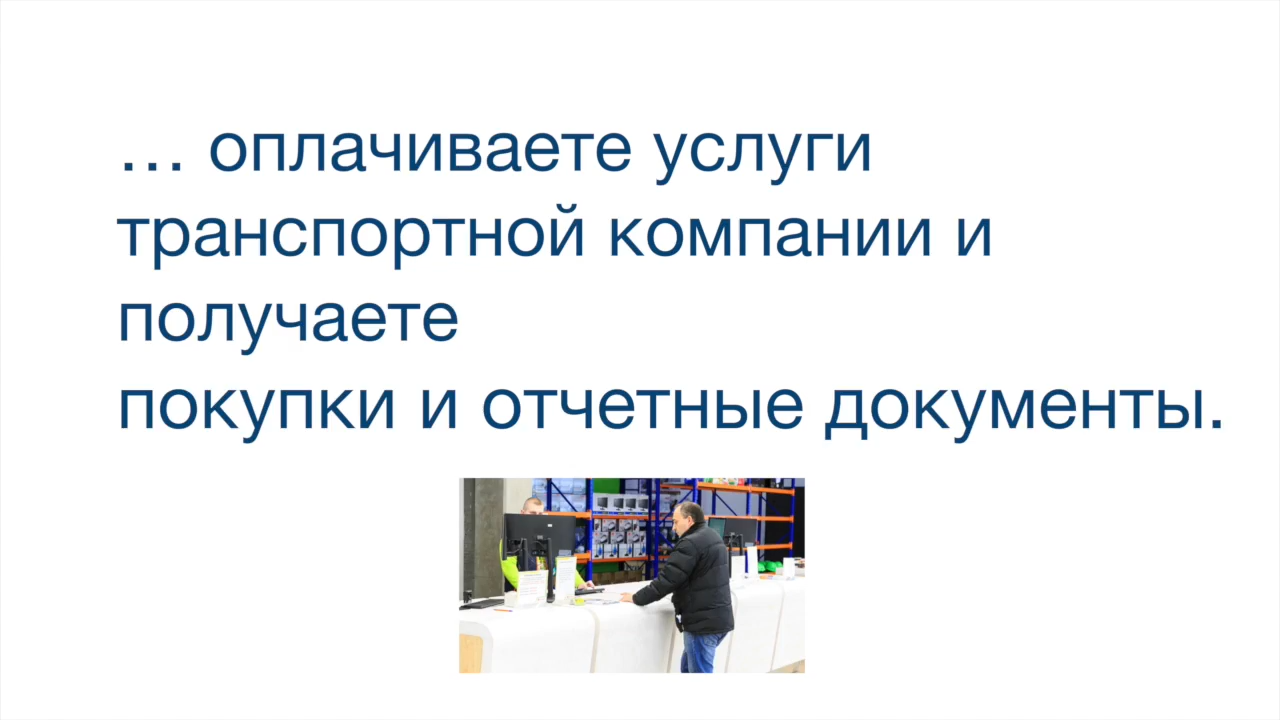 … оплачиваете услуги
транспортной компании и
получаете
покупки и отчетные документы.